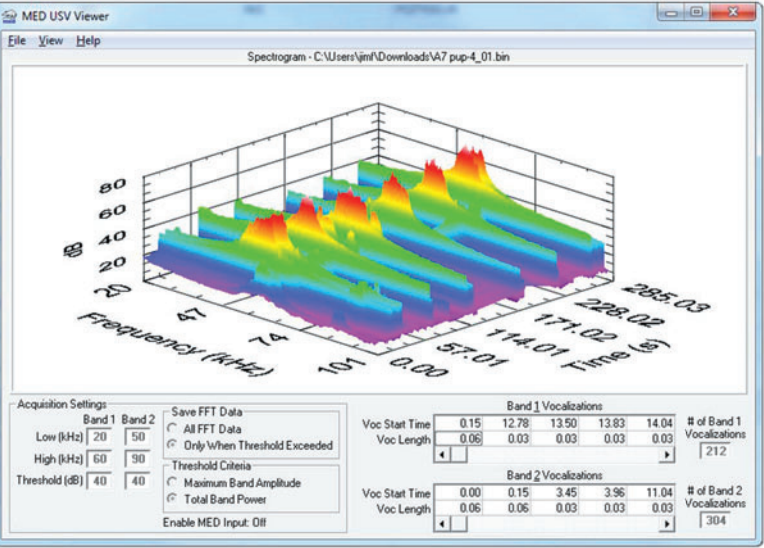 MED USV Viewer
File View Help
Spectrogram - C:\Users\jimf\Downloads\A7 pup-4_01.bin
80
60
40
20
dB
20
47
74
101
Frequency (kHz)
0.00
57.01
114.01
171.02
228.02
285.03
Time (s)
Acquisition Settings
Band 1 Band 2
Low (kHz) 20 50
High (kHz) 60 90
Threshold (dB) 40 40
Save FFT Data
All FFT Data
Only When Threshold Exceeded
Threshold Criteria
Maximum Band Amplitude
Total Band Power
Enable MED Input: Off
Band 1 Vocalizations
Voc Start Time 0.15 12.78 13.50 13.83 14.04
Voc Length 0.06 0.03 0.03 0.03 0.03
# of Band 1
Vocalizations
212
Band 2 Vocalizations
Voc Start Time 0.00 0.15 3.45 3.96 11.04
Voc Length 0.06 0.06 0.03 0.03 0.03
# of Band 2
Vocalizations
304